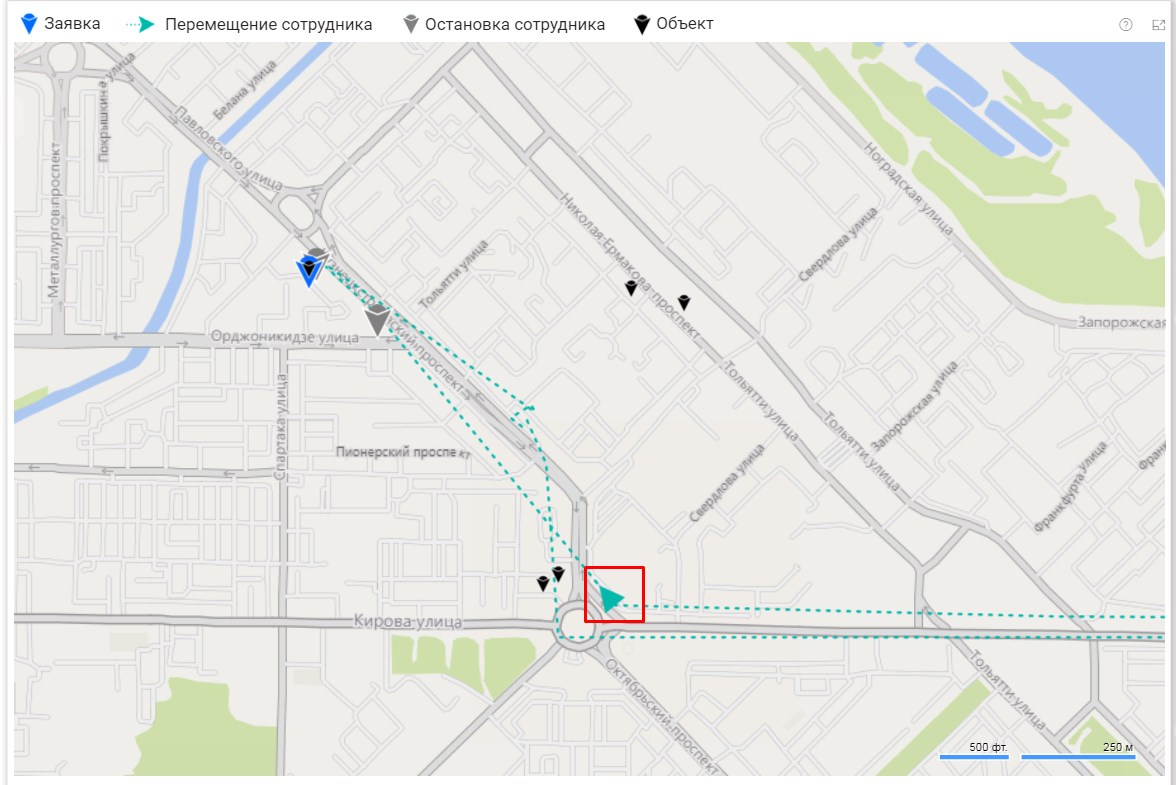 Заявка
Перемещение сотрудника
Остановка сотрудника
Объект
?
Покрышкина улица
Белана улица
Павловского улица
Металлургов проспект
Ноградская улица
Николая Ермакова проспект
Свердлова улица
Тольятти улица
Запорожская
Орджоникидзе улица
Тольятти улица
Тольятти улица
Запорожская улица
Спартака улица
Пионерский проспект
Свердлова улица
Франкфурта улица
Кирова улица
Октябрьский проспект
Тольятти улица
500 фт.
250 м